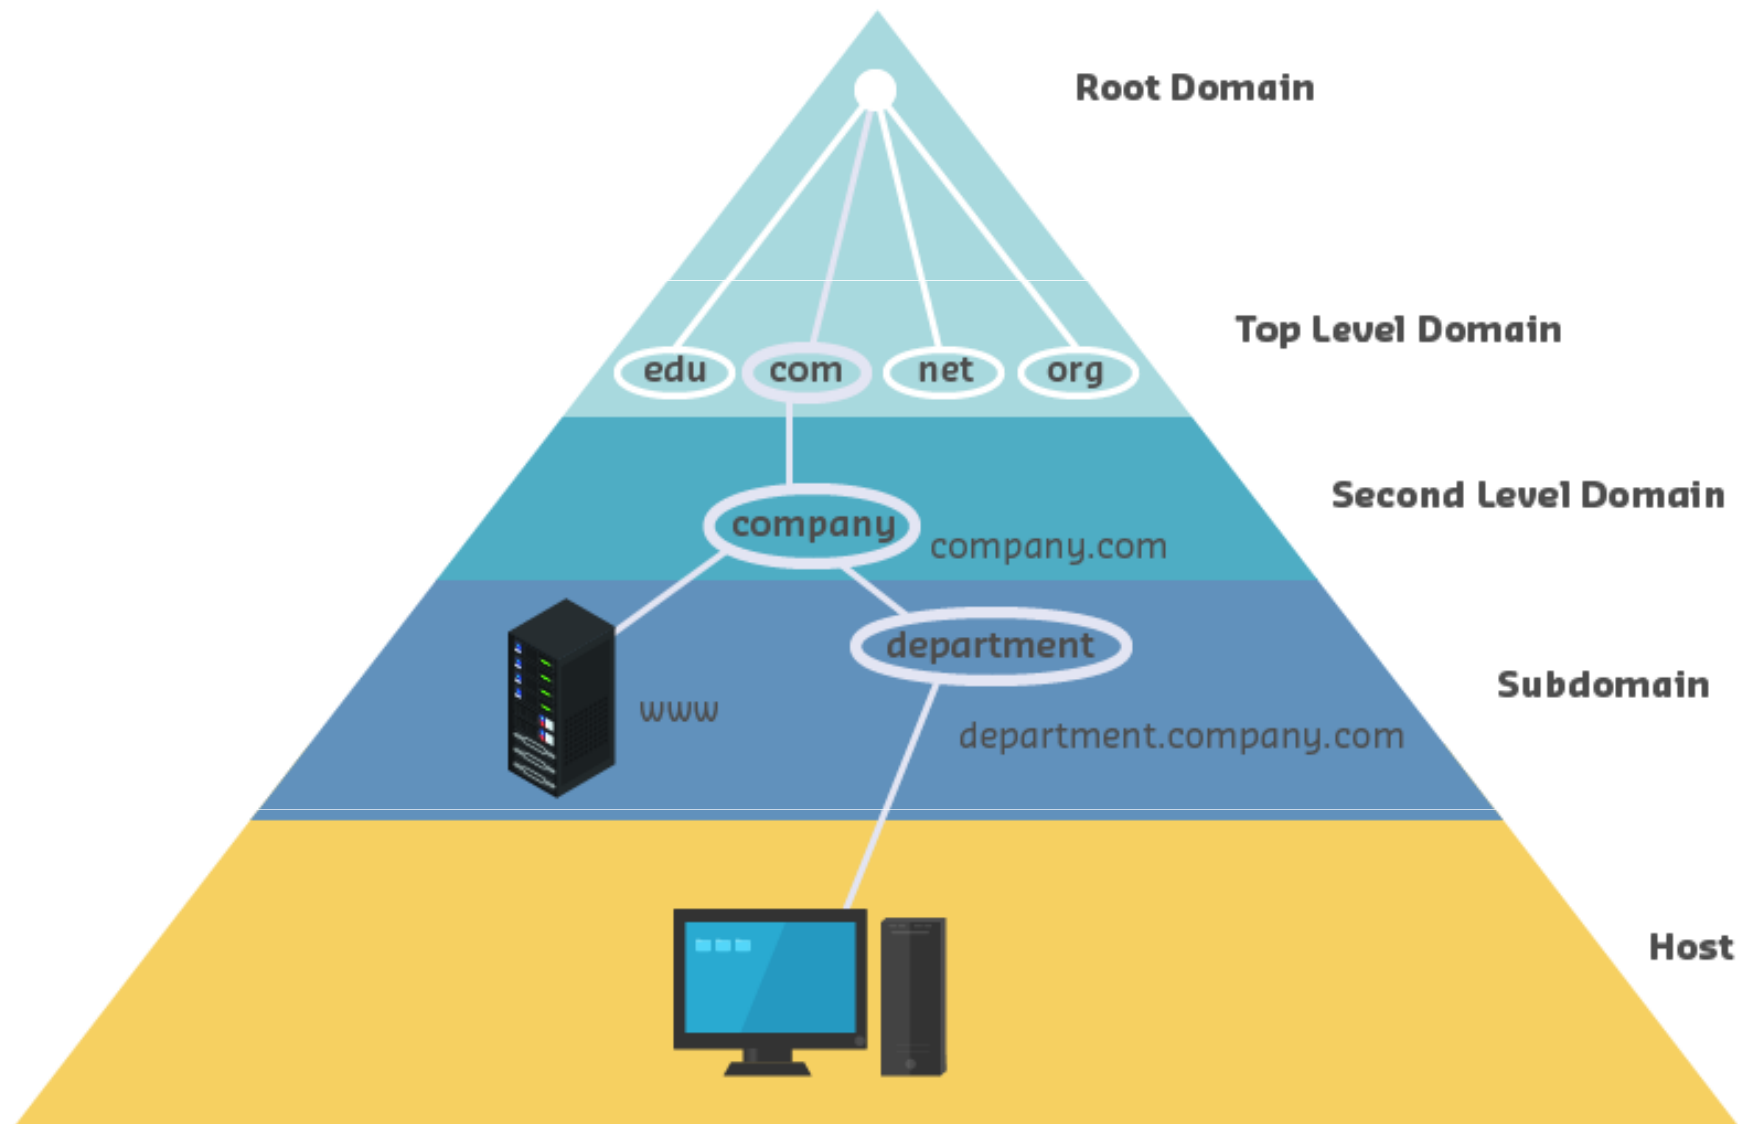 Root Domain
Top Level Domain
edu com net org
Second Level Domain
company
company.com
department
Subdomain
www
department.company.com
Host